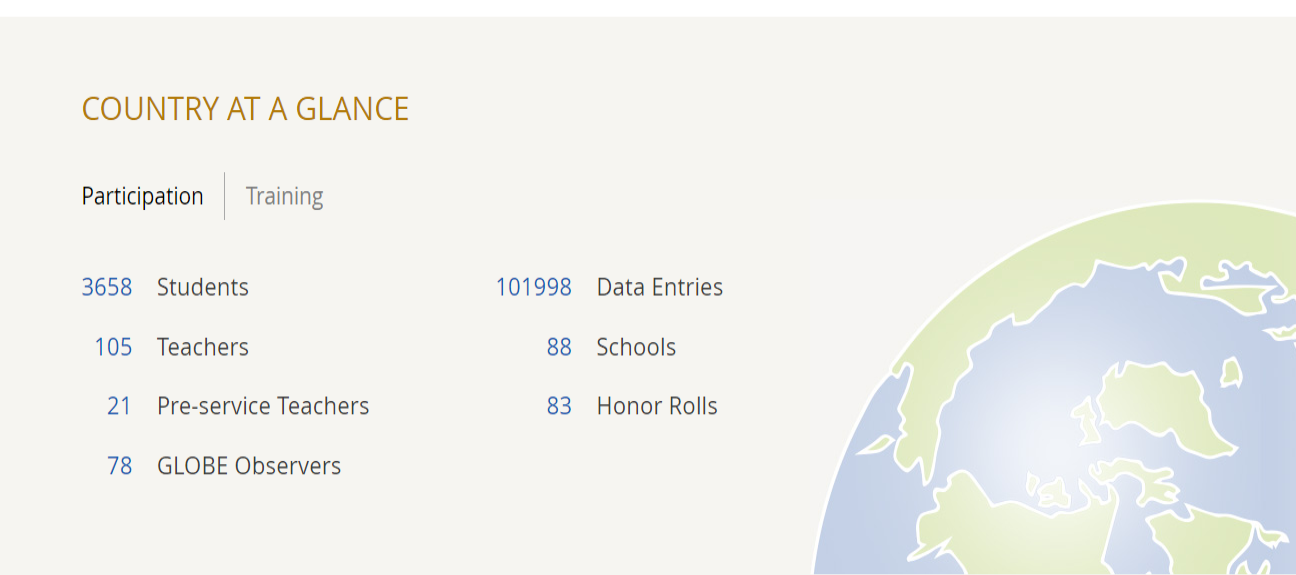 COUNTRY AT A GLANCE
Participation Training
3658 Students
105 Teachers
21 Pre-service Teachers
78 GLOBE Observers
101998 Data Entries
88 Schools
83 Honor Rolls